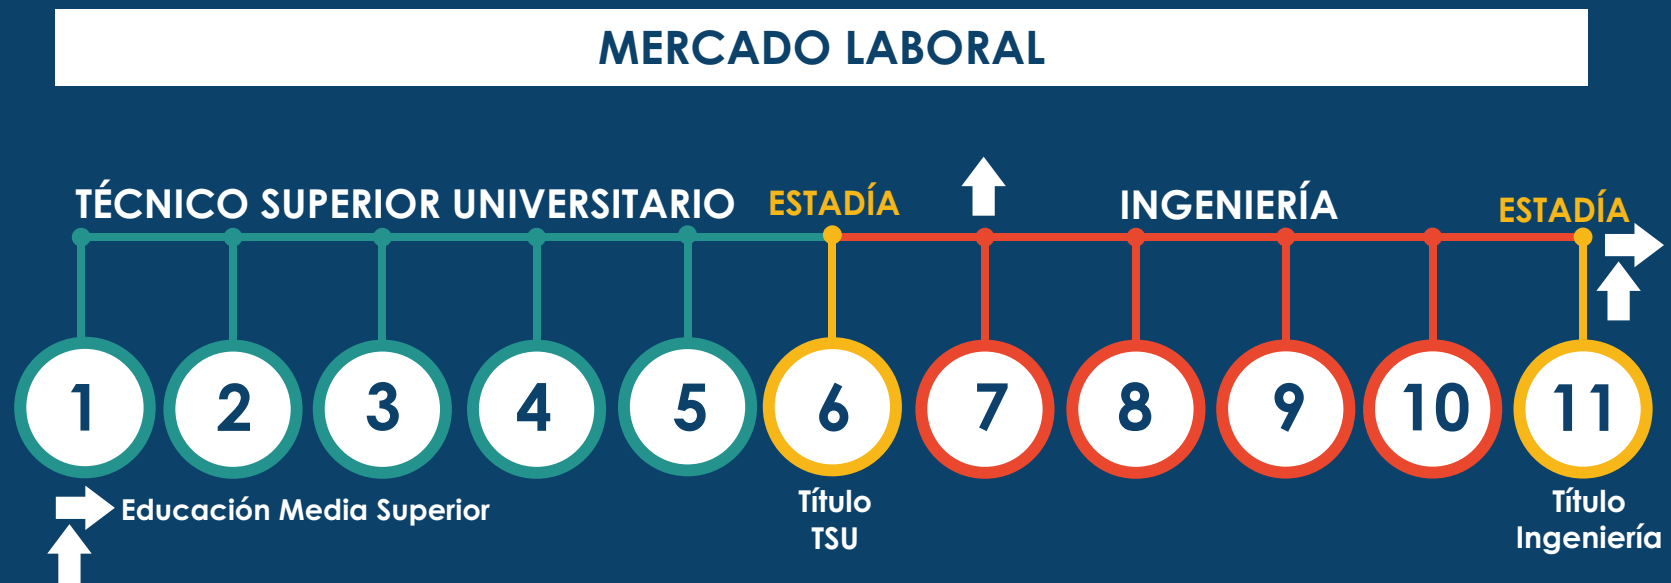 MERCADO LABORAL
TÉCNICO SUPERIOR UNIVERSITARIO
ESTADÍA
INGENIERÍA
ESTADÍA
1 2 3 4 5 6 7 8 9 10 11
Educación Media Superior
Título
TSU
Título
Ingeniería